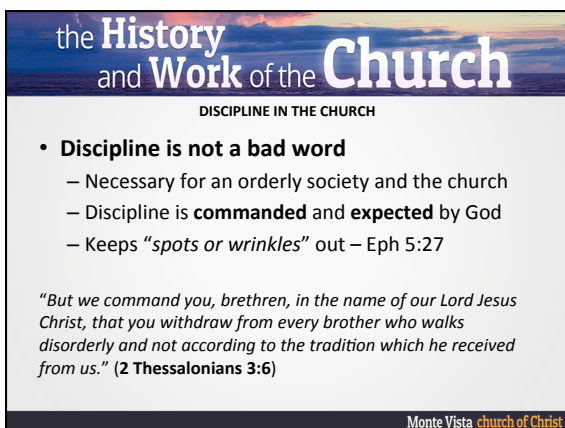 the History
and Work of the Church
DISCIPLINE IN THE CHURCH
• Discipline is not a bad word
– Necessary for an orderly society and the church
– Discipline is commanded and expected by God
– Keeps “spots or wrinkles” out – Eph 5:27
“But we command you, brethren, in the name of our Lord Jesus
Christ, that you withdraw from every brother who walks
disorderly and not according to the tradition which he received
from us.” (2 Thessalonians 3:6)
Monte Vista church of Christ